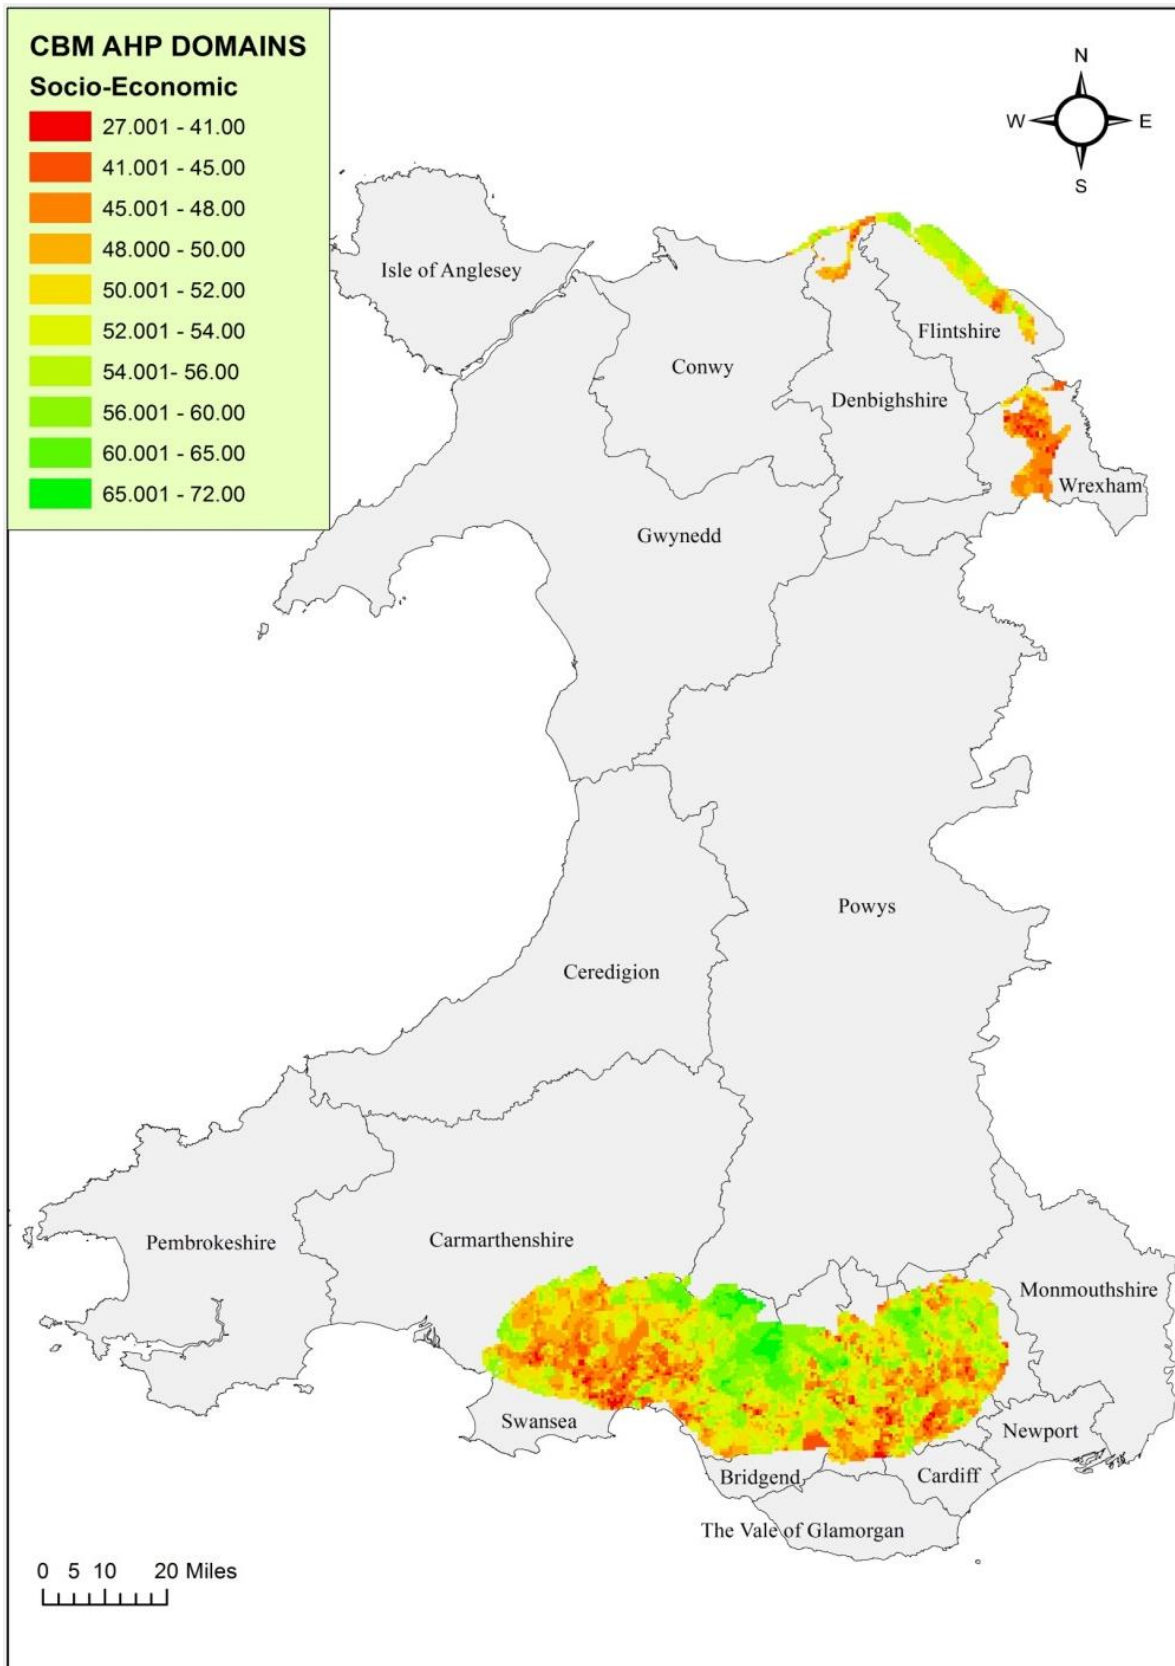 CBM AHP DOMAINS
Socio-Economic
27.001 - 41.00
41.001 - 45.00
45.001 - 48.00
48.000 - 50.00
50.001 - 52.00
52.001 - 54.00
54.001- 56.00
56.001 - 60.00
60.001 - 65.00
65.001 - 72.00
N
W E
S
Isle of Anglesey
Flintshire
Conwy
Denbighshire
Wrexham
Gwynedd
Powys
Ceredigion
Carmarthenshire
Pembrokeshire
Monmouthshire
Swansea
Newport
Bridgend
Cardiff
The Vale of Glamorgan
0 5 10 20 Miles